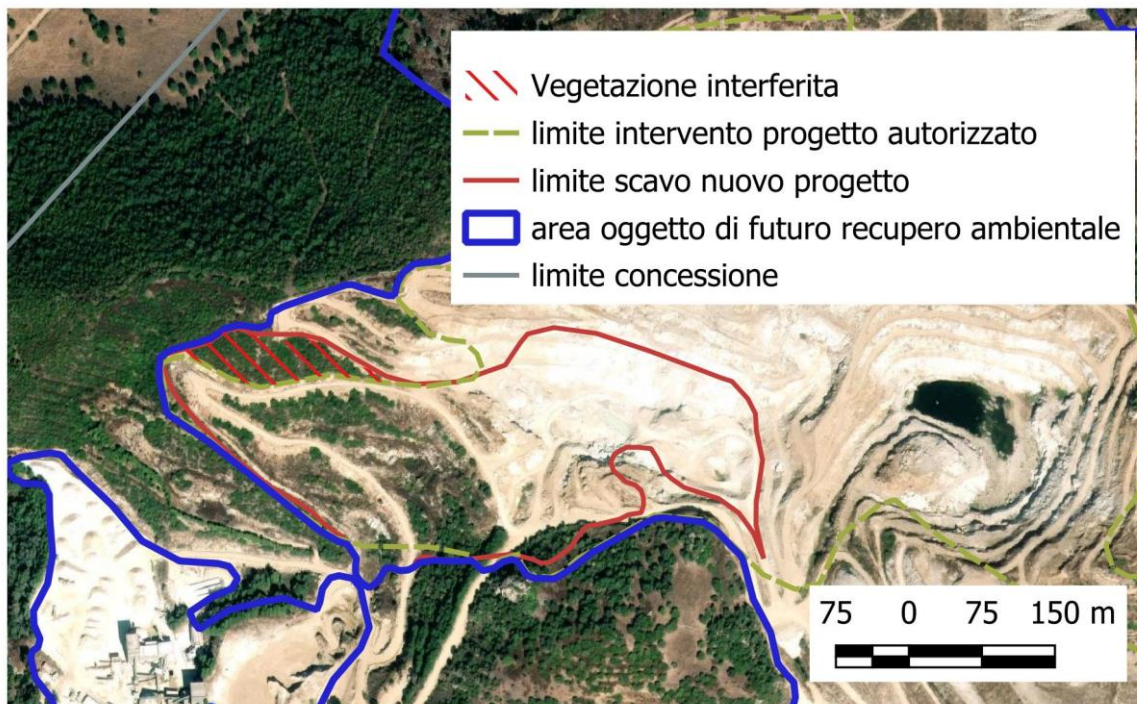 Vegetazione interferita
limite intervento progetto autorizzato
limite scavo nuovo progetto
area oggetto di futuro recupero ambientale
limite concessione
75 0 75 150 m